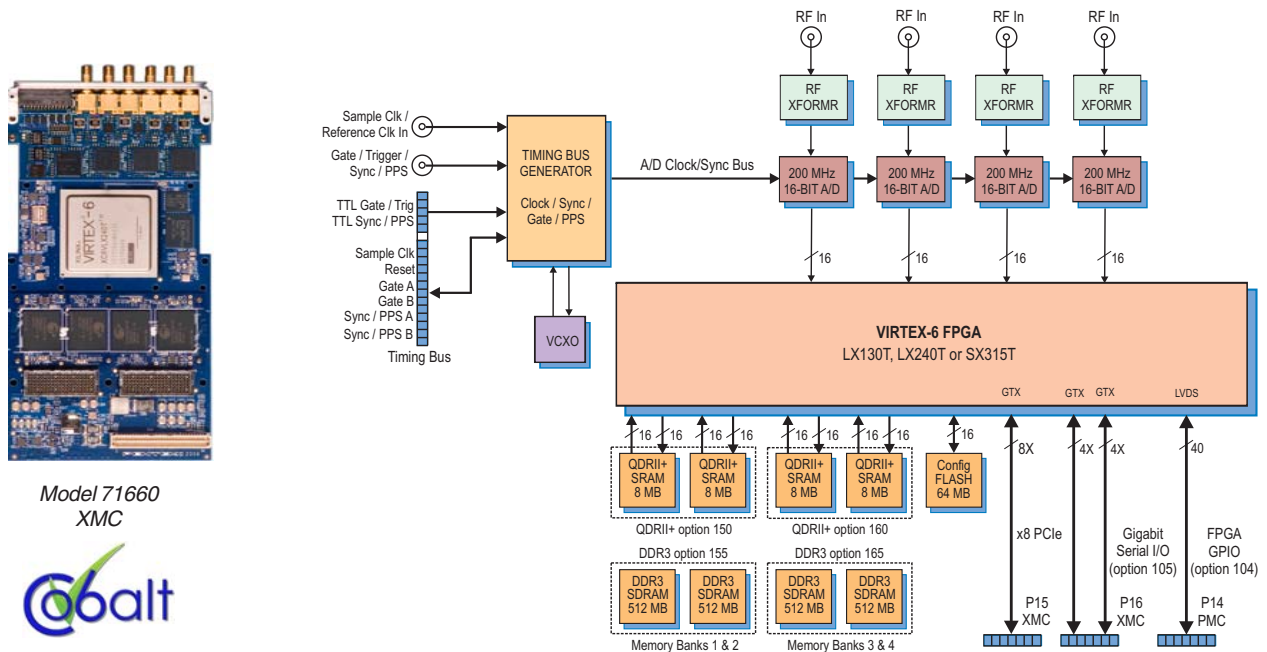 RF In
RF In
RF In
RF In
RF
XFORMR
RF
XFORMR
RF
XFORMR
RF
XFORMR
Sample Clk /
Reference Clk In
Gate / Trigger /
Sync / PPS
TTL Gate / Trig
TTL Sync / PPS
Sample Clk
Reset
Gate A
Gate B
Sync / PPS A
Sync / PPS B
Timing Bus
TIMING BUS
GENERATOR
Clock / Sync /
Gate / PPS
VCXO
A/D Clock/Sync Bus
200 MHz
16-BIT A/D
200 MHz
16-BIT A/D
200 MHz
16-BIT A/D
200 MHz
16-BIT A/D
16
16
16
16
VIRTEX-6 FPGA
LX130T, LX240T or SX315T
GTX
GTX
GTX
LVDS
16
16
16
16
16
16
16
16
16
8X
4X
4X
40
QDRII+
SRAM
8 MB
QDRII+
SRAM
8 MB
QDRII+
SRAM
8 MB
QDRII+
SRAM
8 MB
Config
FLASH
64 MB
QDRII+ option 150
QDRII+ option 160
DDR3 option 155
DDR3 option 165
DDR3
SDRAM
512 MB
DDR3
SDRAM
512 MB
DDR3
SDRAM
512 MB
DDR3
SDRAM
512 MB
Memory Banks 1 & 2
Memory Banks 3 & 4
x8 PCIe
Gigabit
Serial I/O
(option 105)
FPGA
GPIO
(option 104)
P15
XMC
P16
XMC
P14
PMC
VIRTEX-6
Model 71660
XMC
Cobalt